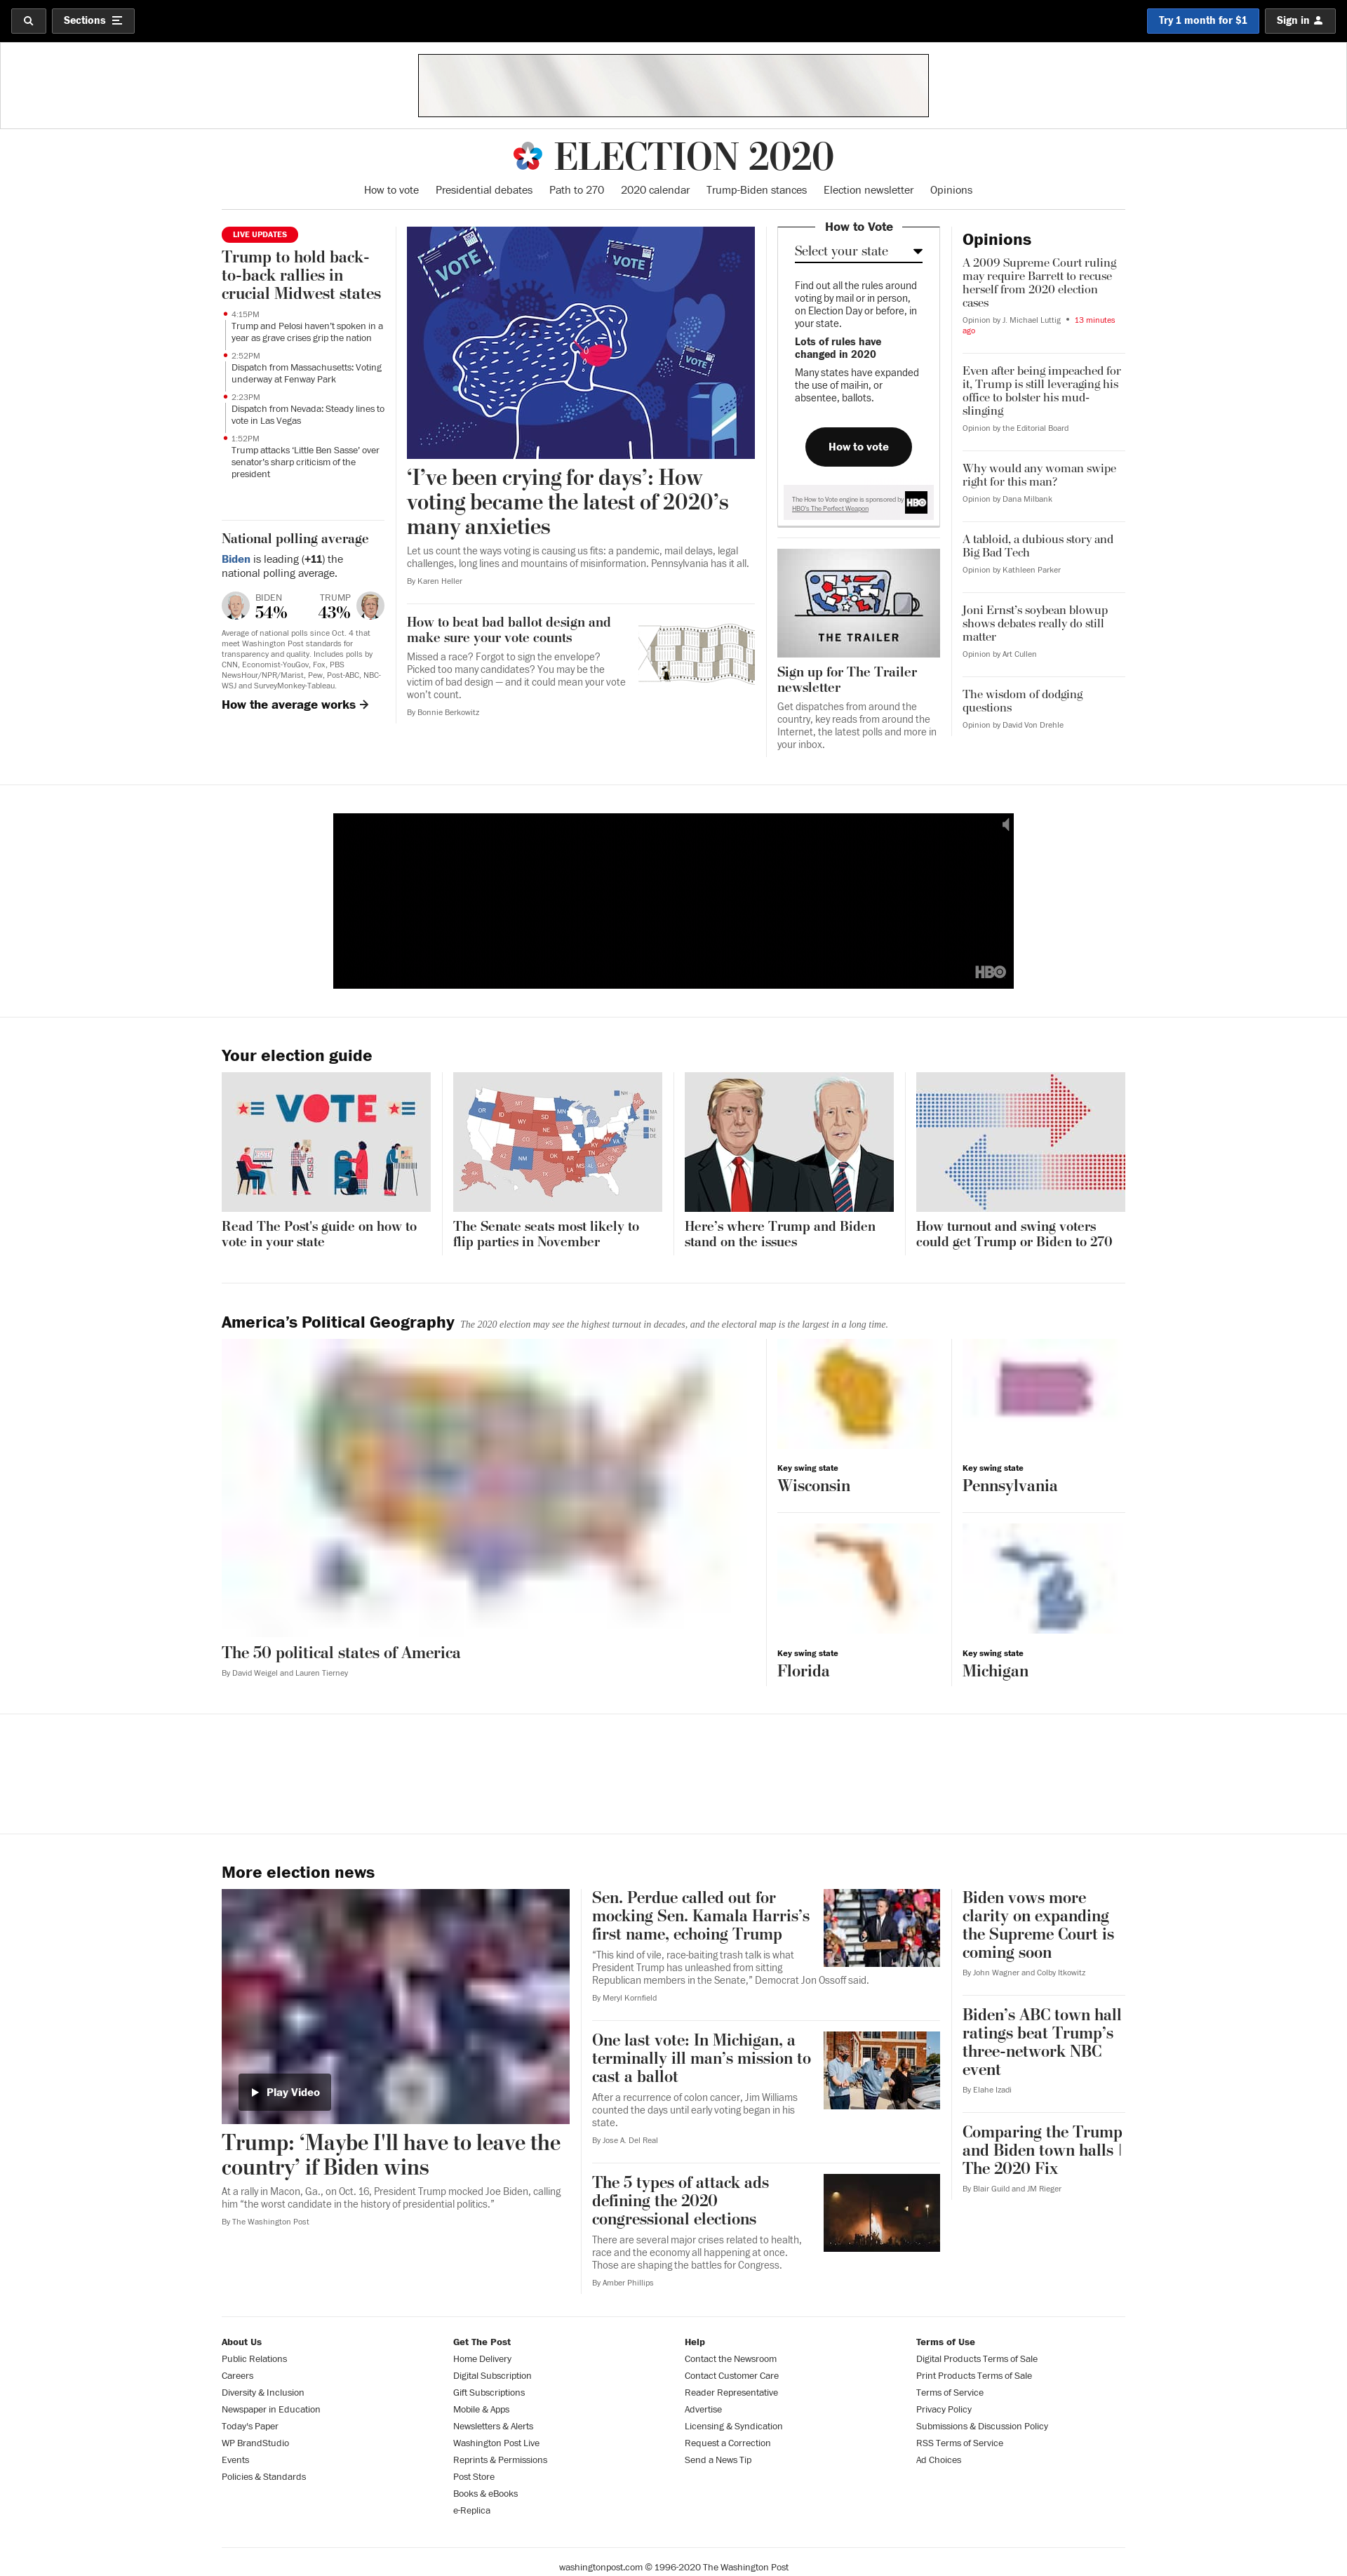 Sections
Try 1 month for $1
Sign in
ELECTION 2020
How to vote
Presidential debates
Path to 270
2020 calendar
Trump-Biden stances
Election newsletter
Opinions
LIVE UPDATES
Trump to hold back-
to-back rallies in
crucial Midwest states
4:15PM
Trump and Pelosi haven't spoken in a
year as grave crises grip the nation
2:52PM
Dispatch from Massachusetts: Voting
underway at Fenway Park
2:23PM
Dispatch from Nevada: Steady lines to
vote in Las Vegas
1:52PM
Trump attacks ‘Little Ben Sasse’ over
senator's sharp criticism of the
president
National polling average
Biden is leading (+11) the
national polling average.
BIDEN
54%
TRUMP
43%
Average of national polls since Oct. 4 that
meet Washington Post standards for
transparency and quality. Includes polls by
CNN, Economist-YouGov, Fox, PBS
NewsHour/NPR/Marist, Pew, Post-ABC, NBC-
WSJ and SurveyMonkey-Tableau.
How the average works →
VOTE
VOTE
VOTE
‘I’ve been crying for days’: How
voting became the latest of 2020’s
many anxieties
Let us count the ways voting is causing us fits: a pandemic, mail delays, legal
challenges, long lines and mountains of misinformation. Pennsylvania has it all.
By Karen Heller
How to beat bad ballot design and
make sure your vote counts
Missed a race? Forgot to sign the envelope?
Picked too many candidates? You may be the
victim of bad design — and it could mean your vote
won’t count.
By Bonnie Berkowitz
How to Vote
Select your state
Find out all the rules around
voting by mail or in person,
on Election Day or before, in
your state.
Lots of rules have
changed in 2020
Many states have expanded
the use of mail-in, or
absentee, ballots.
How to vote
The How to Vote engine is sponsored by
HBO's The Perfect Weapon
HBO
THE TRAILER
Sign up for The Trailer
newsletter
Get dispatches from around the
country, key reads from around the
Internet, the latest polls and more in
your inbox.
Opinions
A 2009 Supreme Court ruling
may require Barrett to recuse
herself from 2020 election
cases
Opinion by J. Michael Luttig • 13 minutes
ago
Even after being impeached for
it, Trump is still leveraging his
office to bolster his mud-
slinging
Opinion by the Editorial Board
Why would any woman swipe
right for this man?
Opinion by Dana Milbank
A tabloid, a dubious story and
Big Bad Tech
Opinion by Kathleen Parker
Joni Ernst’s soybean blowup
shows debates really do still
matter
Opinion by Art Cullen
The wisdom of dodging
questions
Opinion by David Von Drehle
HBO
Your election guide
VOTE
Read The Post's guide on how to
vote in your state
The Senate seats most likely to
flip parties in November
Here’s where Trump and Biden
stand on the issues
How turnout and swing voters
could get Trump or Biden to 270
America’s Political Geography The 2020 election may see the highest turnout in decades, and the electoral map is the largest in a long time.
The 50 political states of America
By David Weigel and Lauren Tierney
Key swing state
Wisconsin
Key swing state
Pennsylvania
Key swing state
Florida
Key swing state
Michigan
More election news
Play Video
Trump: ‘Maybe I'll have to leave the
country’ if Biden wins
At a rally in Macon, Ga., on Oct. 16, President Trump mocked Joe Biden, calling
him “the worst candidate in the history of presidential politics.”
By The Washington Post
Sen. Perdue called out for
mocking Sen. Kamala Harris’s
first name, echoing Trump
“This kind of vile, race-baiting trash talk is what
President Trump has unleashed from sitting
Republican members in the Senate,” Democrat Jon Ossoff said.
By Meryl Kornfield
One last vote: In Michigan, a
terminally ill man’s mission to
cast a ballot
After a recurrence of colon cancer, Jim Williams
counted the days until early voting began in his
state.
By Jose A. Del Real
The 5 types of attack ads
defining the 2020
congressional elections
There are several major crises related to health,
race and the economy all happening at once.
Those are shaping the battles for Congress.
By Amber Phillips
Biden vows more
clarity on expanding
the Supreme Court is
coming soon
By John Wagner and Colby Itkowitz
Biden’s ABC town hall
ratings beat Trump’s
three-network NBC
event
By Elahe Izadi
Comparing the Trump
and Biden town halls |
The 2020 Fix
By Blair Guild and JM Rieger
About Us
Public Relations
Careers
Diversity & Inclusion
Newspaper in Education
Today's Paper
WP BrandStudio
Events
Policies & Standards
Get The Post
Home Delivery
Digital Subscription
Gift Subscriptions
Mobile & Apps
Newsletters & Alerts
Washington Post Live
Reprints & Permissions
Post Store
Books & eBooks
e-Replica
Help
Contact the Newsroom
Contact Customer Care
Reader Representative
Advertise
Licensing & Syndication
Request a Correction
Send a News Tip
Terms of Use
Digital Products Terms of Sale
Print Products Terms of Sale
Terms of Service
Privacy Policy
Submissions & Discussion Policy
RSS Terms of Service
Ad Choices
washingtonpost.com © 1996-2020 The Washington Post